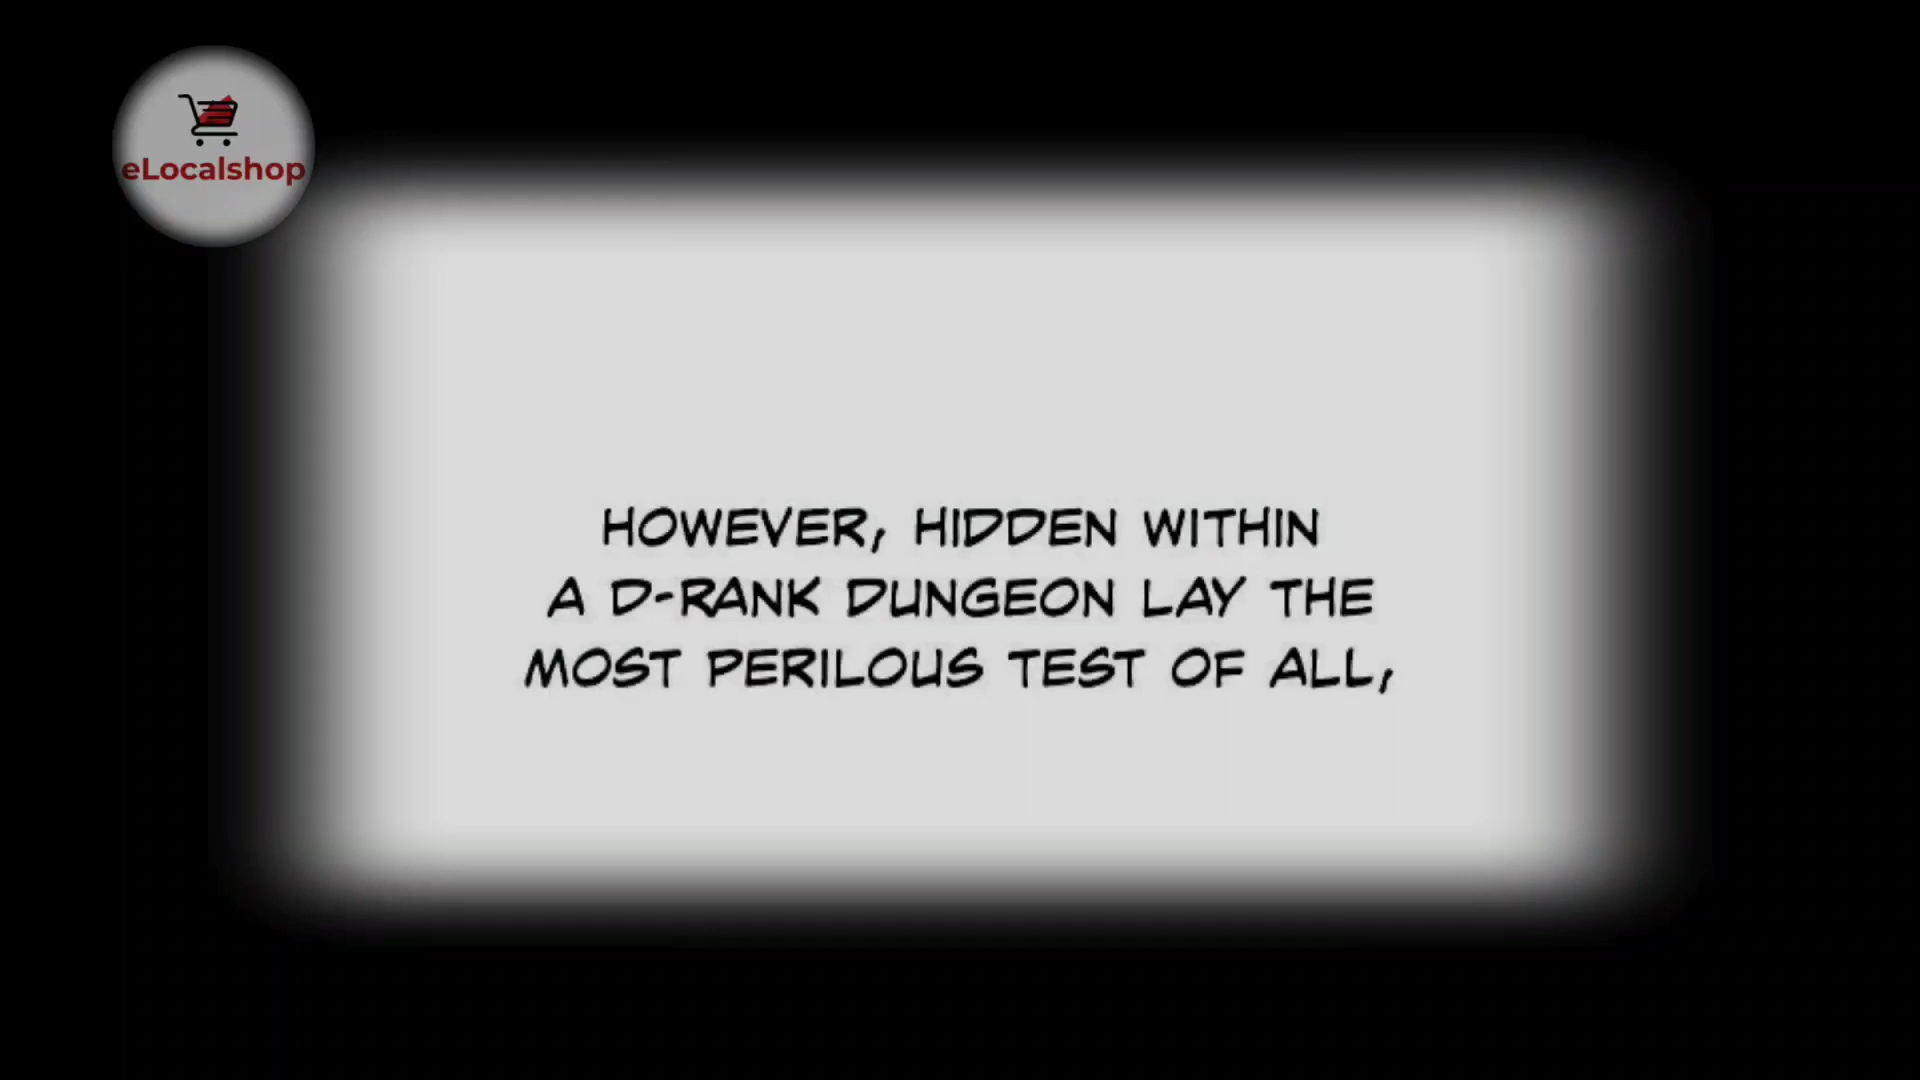 eLocalshop
HOWEVER, HIDDEN WITHIN
A D-RANK DUNGEON LAY THE
MOST PERILOUS TEST OF ALL,